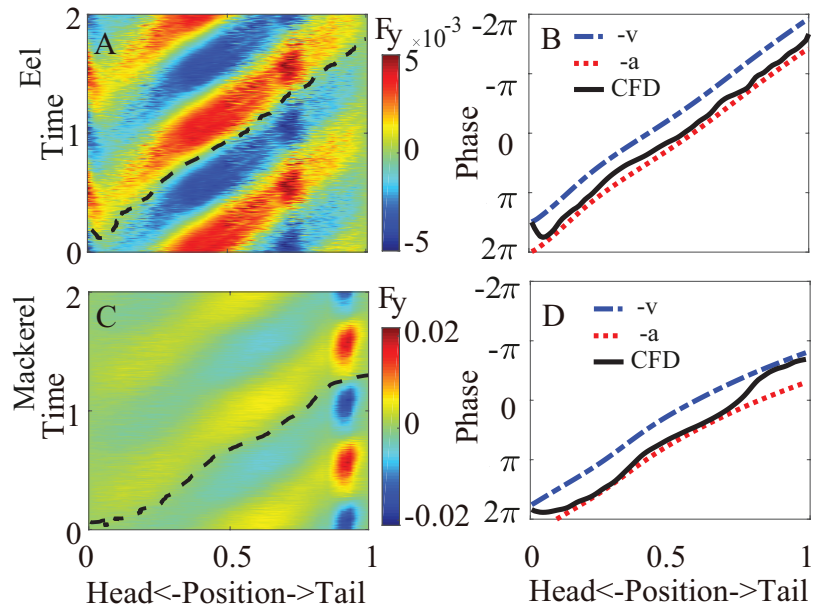 A
Eel
Time
2
1
0
F_y ×10⁻³
5
0
-5
B
-v
-a
CFD
Phase
-2π
-π
0
π
2π
C
Mackerel
Time
2
1
0
0 0.5 1
Head<-Position->Tail
F_y
0.02
0
-0.02
D
-v
-a
CFD
Phase
-2π
-π
0
π
2π
0 0.5 1
Head<-Position->Tail